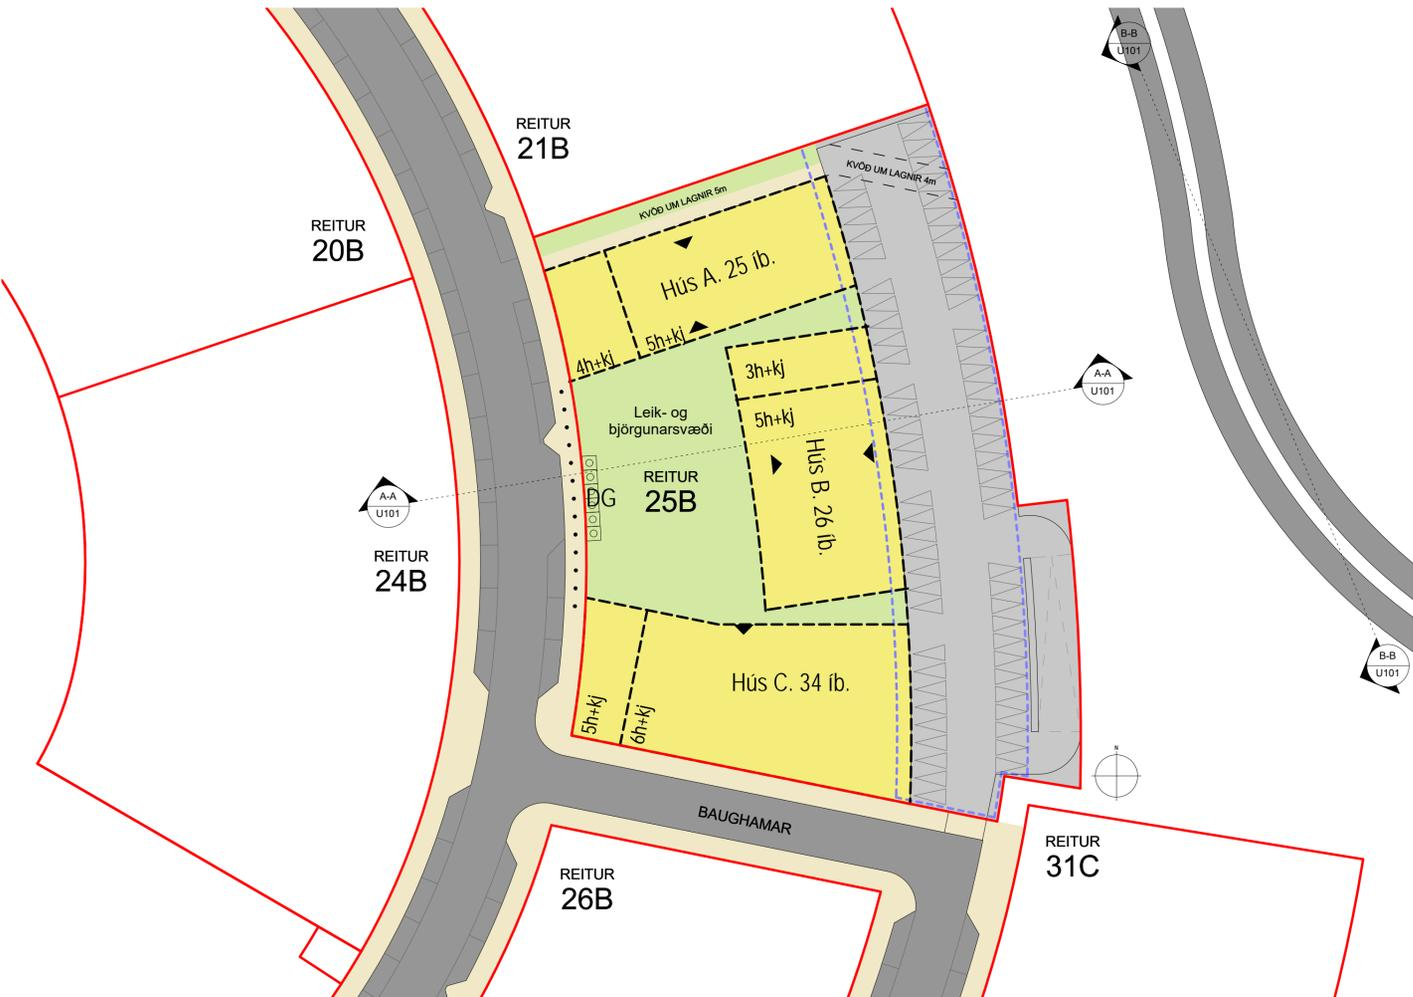 B-B
U101
REITUR
21B
KVÖÐ UM LAGNIR 4m
KVÖÐ UM LAGNIR 5m
REITUR
20B
Hús A. 25 íb.
5h+kj
4h+kj
3h+kj
A-A
U101
5h+kj
Leik- og
björgunarsvæði
Hús B. 26 íb.
REITUR
25B
DG
A-A
U101
REITUR
24B
B-B
U101
Hús C. 34 íb.
5h+kj
6h+kj
N
BAUGHAMAR
REITUR
31C
REITUR
26B